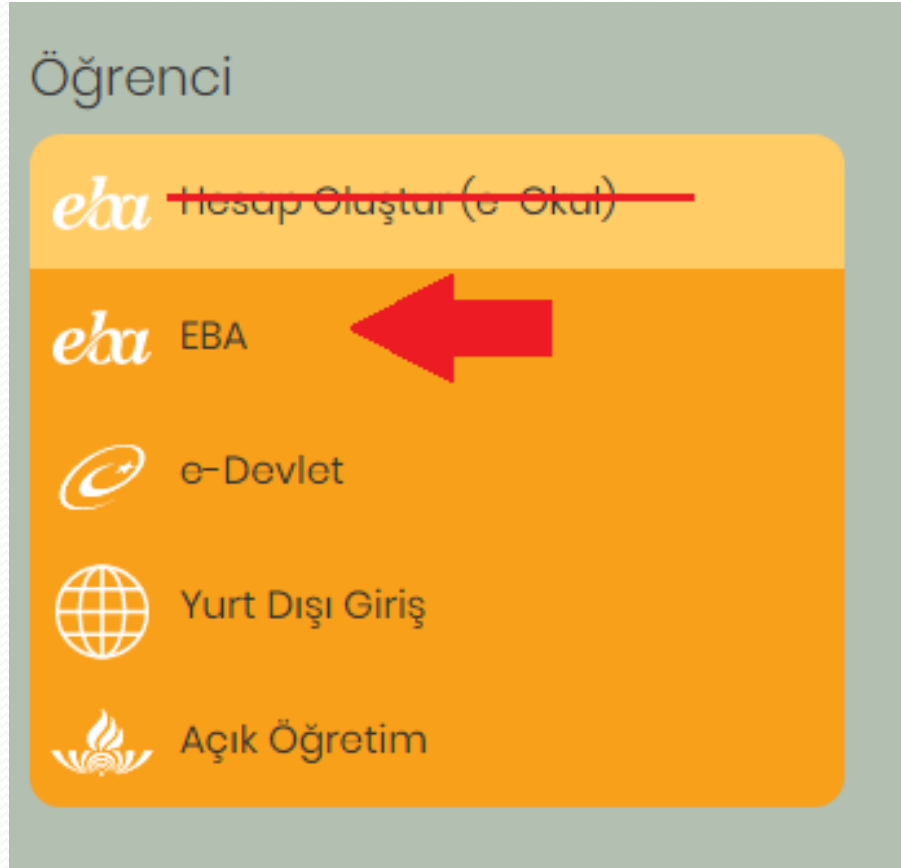 Öğrenci
eba Hesap Oluştur (e-Okul)
eba EBA
e-Devlet
Yurt Dışı Giriş
Açık Öğretim